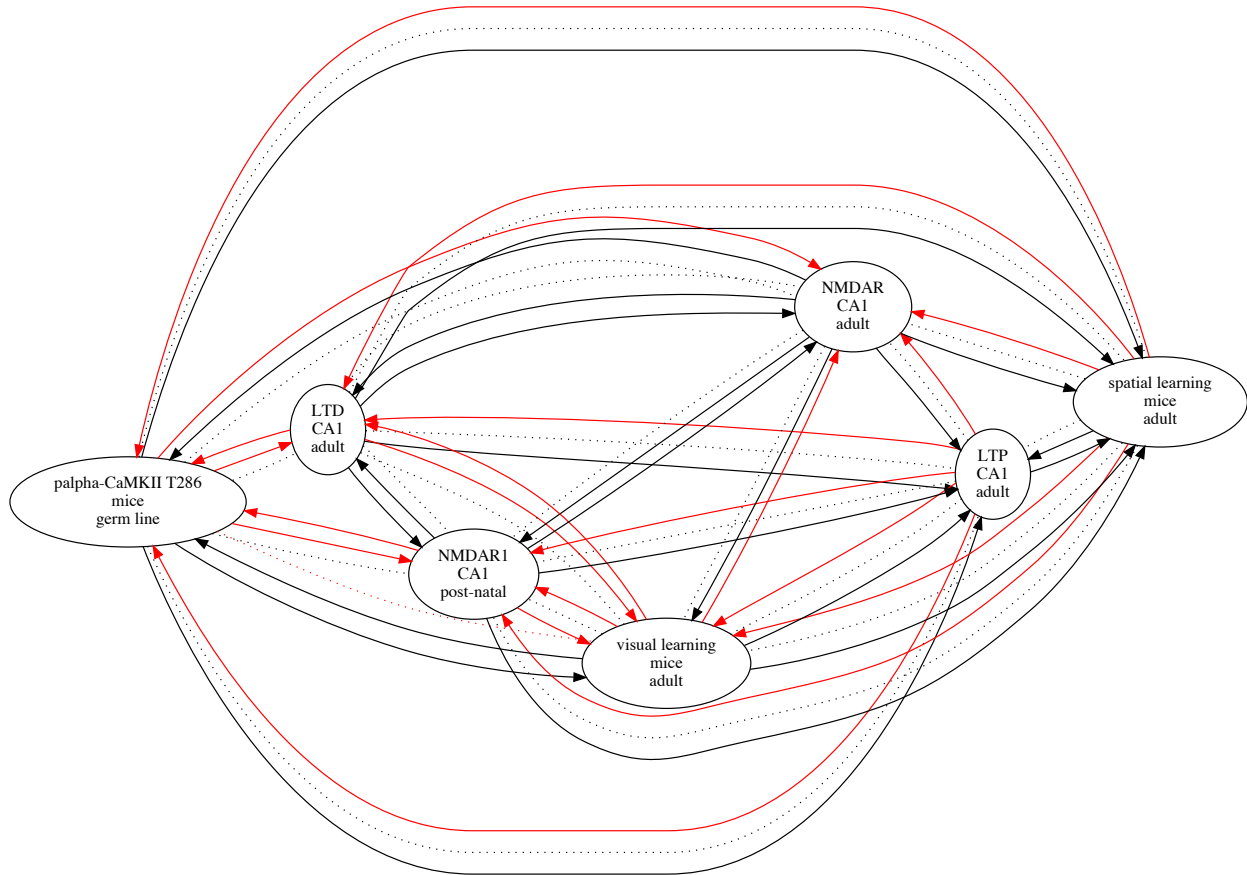 NMDAR
CA1
adult
spatial learning
mice
adult
LTD
CA1
adult
LTP
CA1
adult
palpha-CaMKII T286
mice
germ line
NMDAR1
CA1
post-natal
visual learning
mice
adult